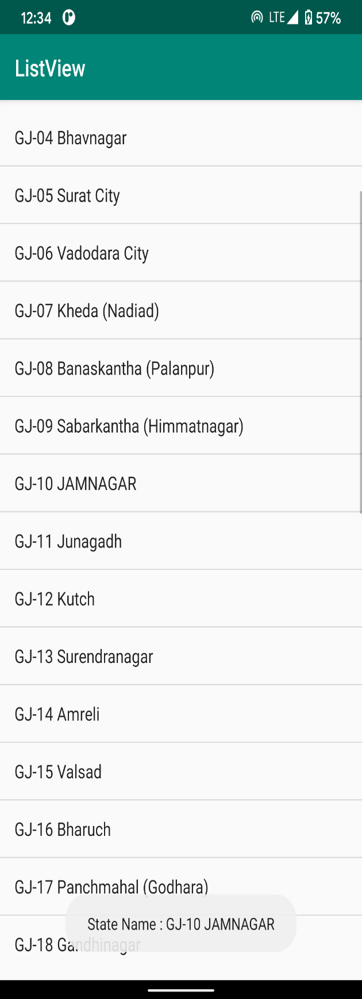 12:34 LTE 57%
ListView
GJ-04 Bhavnagar
GJ-05 Surat City
GJ-06 Vadodara City
GJ-07 Kheda (Nadiad)
GJ-08 Banaskantha (Palanpur)
GJ-09 Sabarkantha (Himmatnagar)
GJ-10 JAMNAGAR
GJ-11 Junagadh
GJ-12 Kutch
GJ-13 Surendranagar
GJ-14 Amreli
GJ-15 Valsad
GJ-16 Bharuch
GJ-17 Panchmahal (Godhara)
State Name : GJ-10 JAMNAGAR
GJ-18 Gandhinagar